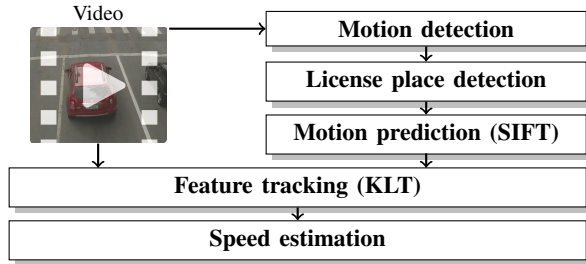 Video
Motion detection
License place detection
Motion prediction (SIFT)
Feature tracking (KLT)
Speed estimation